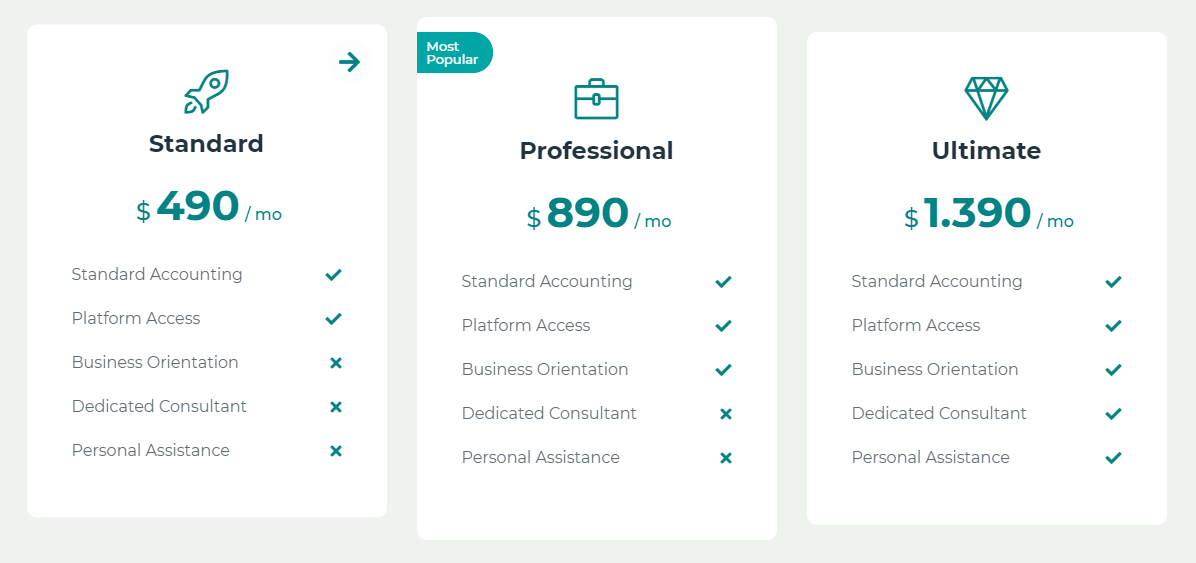 Standard
$ 490 / mo
Standard Accounting
Platform Access
Business Orientation
Dedicated Consultant
Personal Assistance
Most
Popular
Professional
$ 890 / mo
Standard Accounting
Platform Access
Business Orientation
Dedicated Consultant
Personal Assistance
Ultimate
$ 1.390 / mo
Standard Accounting
Platform Access
Business Orientation
Dedicated Consultant
Personal Assistance